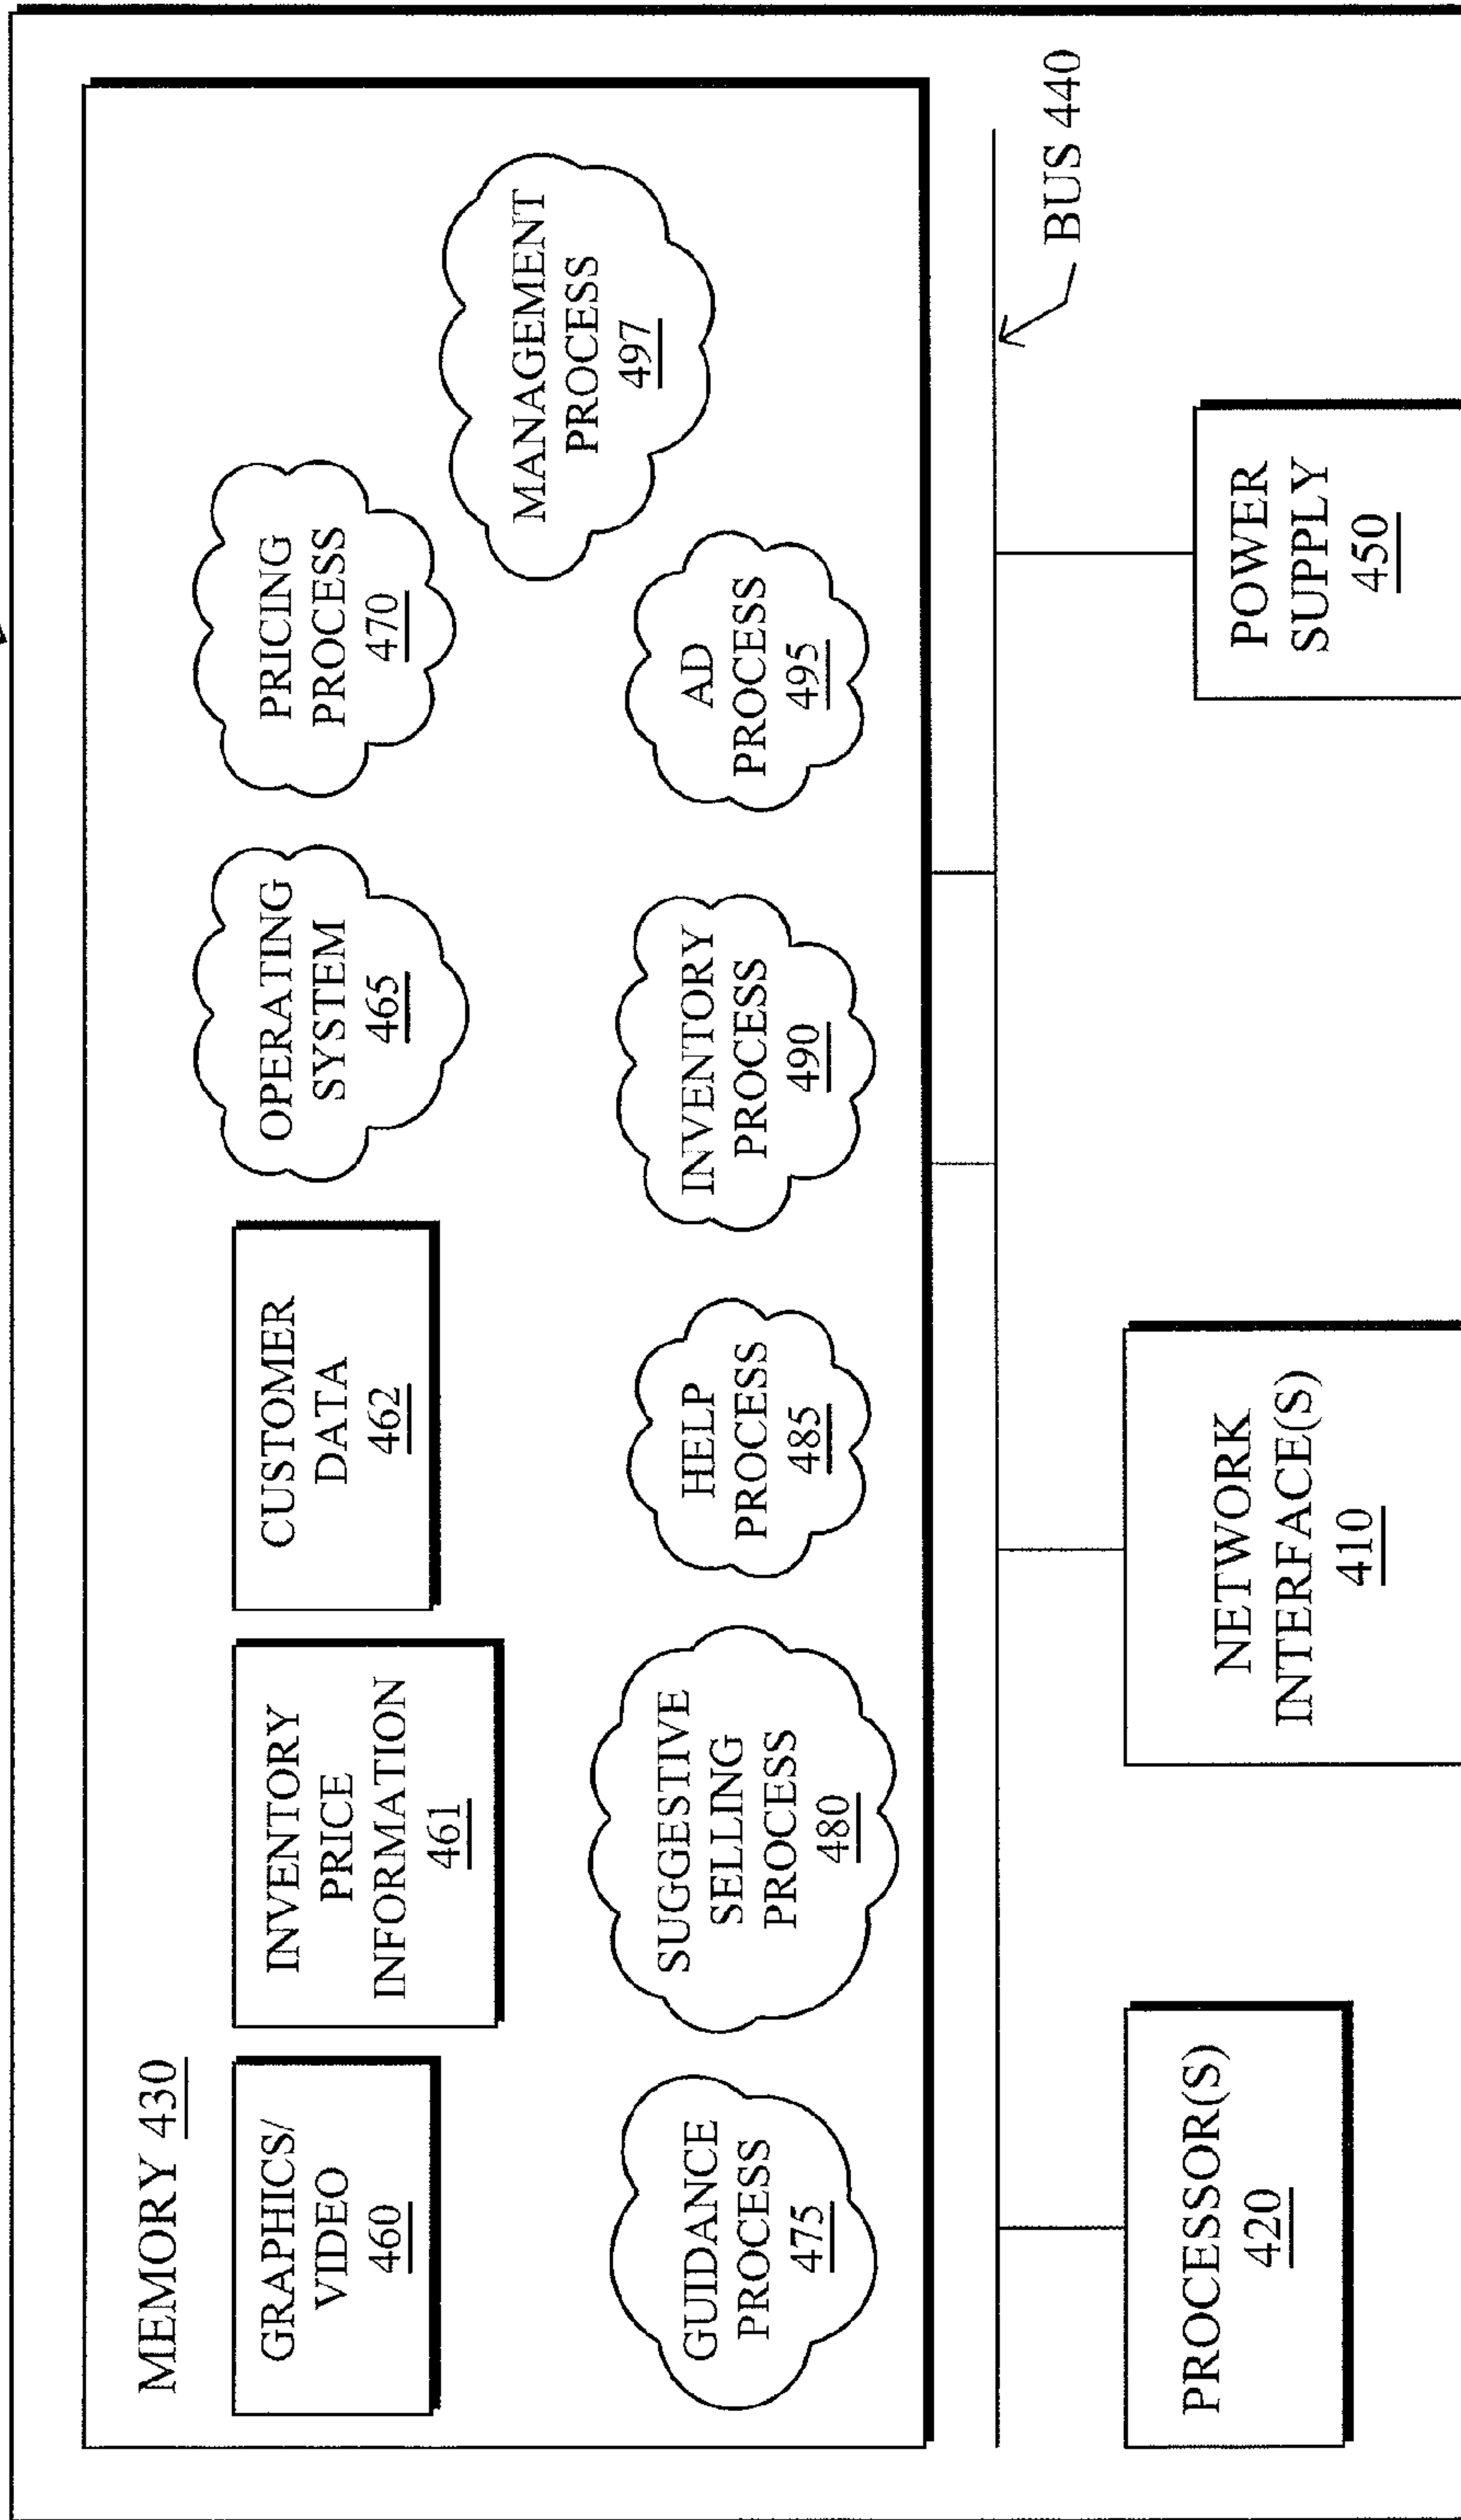 MEMORY 430
GRAPHICS/
VIDEO
460
INVENTORY
PRICE
INFORMATION
461
CUSTOMER
DATA
462
OPERATING
SYSTEM
465
PRICING
PROCESS
470
MANAGEMENT
PROCESS
497
GUIDANCE
PROCESS
475
SUGGESTIVE
SELLING
PROCESS
480
HELP
PROCESS
485
INVENTORY
PROCESS
490
AD
PROCESS
495
BUS 440
PROCESSOR(S)
420
NETWORK
INTERFACE(S)
410
POWER
SUPPLY
450